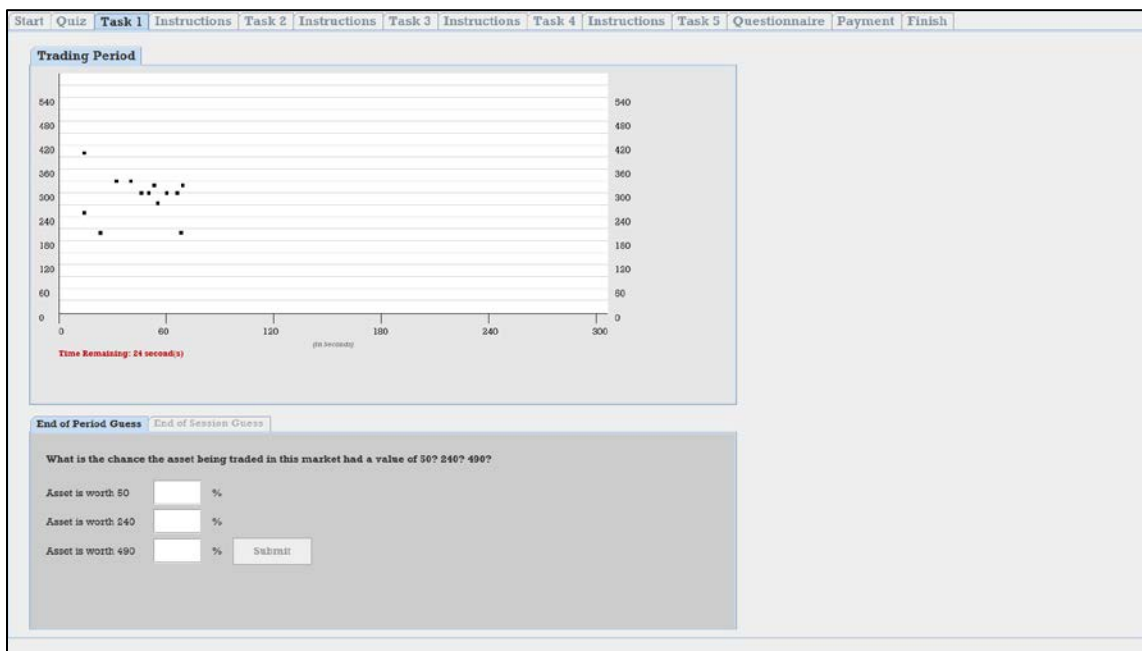 Start Quiz Task 1 Instructions Task 2 Instructions Task 3 Instructions Task 4 Instructions Task 5 Questionnaire Payment Finish
Trading Period
540 540
480 480
420 420
360 360
300 300
240 240
180 180
120 120
60 60
0 0
0 60 120 180 240 300
(in Seconds)
Time Remaining: 24 second(s)
End of Period Guess End of Session Guess
What is the chance the asset being traded in this market had a value of 50? 240? 490?
Asset is worth 50 %
Asset is worth 240 %
Asset is worth 490 % Submit